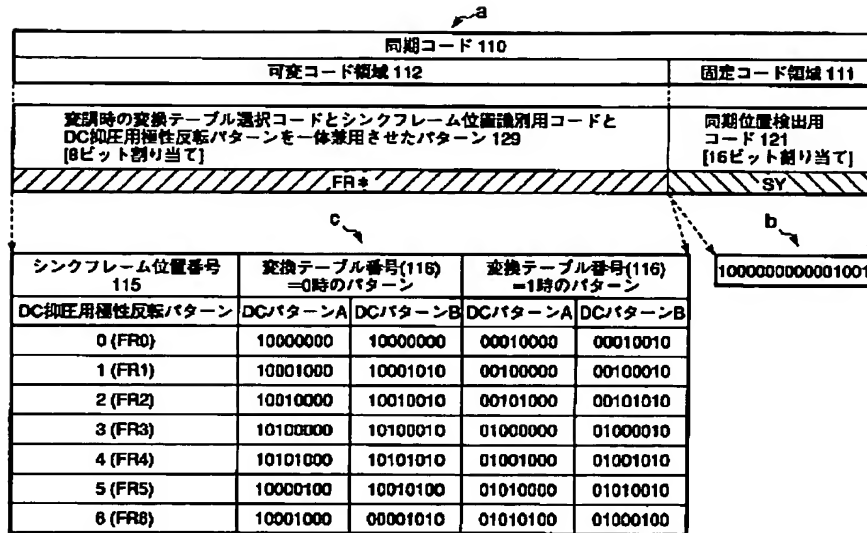 a
同期コード 110
可変コード領域 112 固定コード領域 111
変調時の変換テーブル選択コードとシンクフレーム位置識別用コードと
DC抑圧用極性反転パターンを一体兼用させたパターン 129
[8ビット割り当て]
同期位置検出用
コード 121
[16ビット割り当て]
FR* SY
c
b
1000000000001001
シンクフレーム位置番号
115
変換テーブル番号(116)
=0時のパターン
変換テーブル番号(116)
=1時のパターン
DC抑圧用極性反転パターン DCパターンA DCパターンB DCパターンA DCパターンB
0 (FR0) 10000000 10000000 00010000 00010010
1 (FR1) 10001000 10001010 00100000 00100010
2 (FR2) 10010000 10010010 00101000 00101010
3 (FR3) 10100000 10100010 01000000 01000010
4 (FR4) 10101000 10101010 01001000 01001010
5 (FR5) 10000100 10010100 01010000 01010010
6 (FR6) 10001000 00001010 01010100 01000100